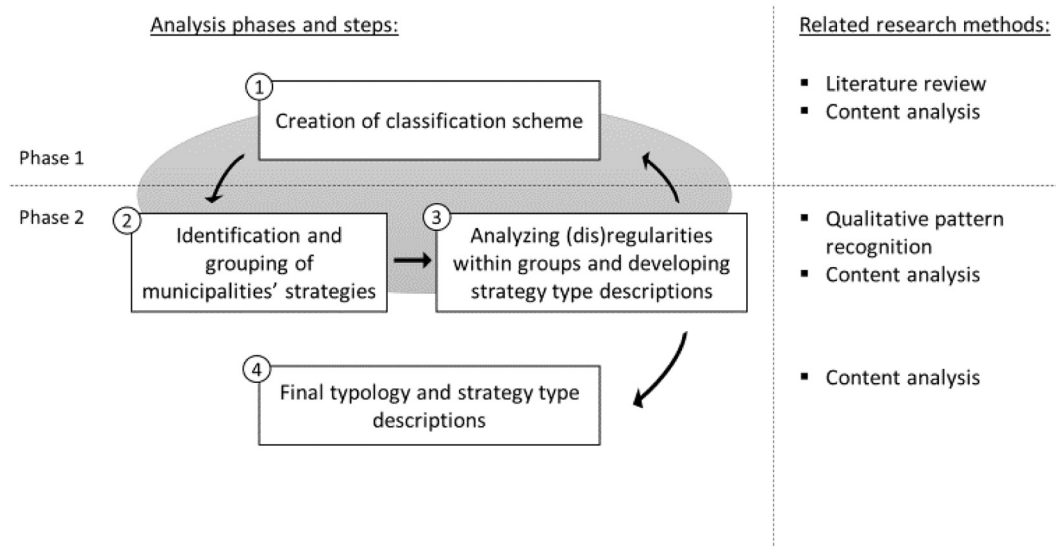 Analysis phases and steps:
Related research methods:
1
Creation of classification scheme
▪ Literature review
▪ Content analysis
Phase 1
Phase 2
2
Identification and
grouping of
municipalities’ strategies
3
Analyzing (dis)regularities
within groups and developing
strategy type descriptions
▪ Qualitative pattern
recognition
▪ Content analysis
4
Final typology and strategy type
descriptions
▪ Content analysis